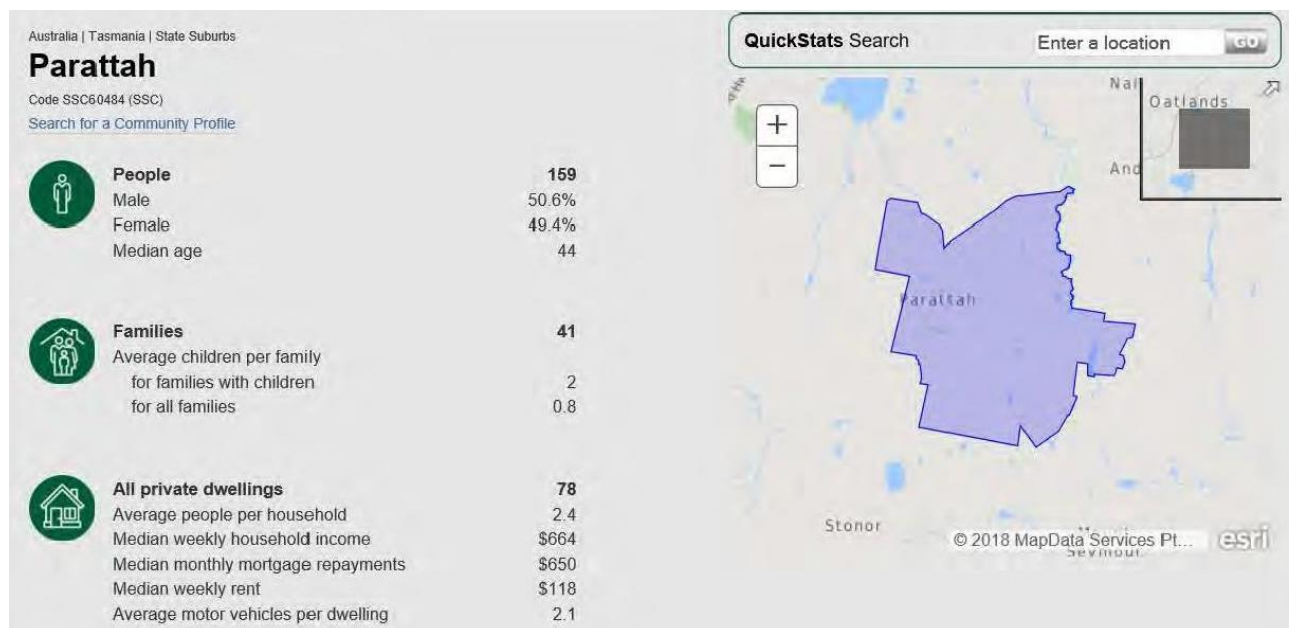 Australia | Tasmania | State Suburbs
Parattah
Code SSC60484 (SSC)
Search for a Community Profile
People 159
Male 50.6%
Female 49.4%
Median age 44
Families 41
Average children per family
for families with children 2
for all families 0.8
All private dwellings 78
Average people per household 2.4
Median weekly household income $664
Median monthly mortgage repayments $650
Median weekly rent $118
Average motor vehicles per dwelling 2.1
QuickStats Search Enter a location GO
+
−
Nal
Oatlands
And
Parattah
Stonor
© 2018 MapData Services Pt... esri